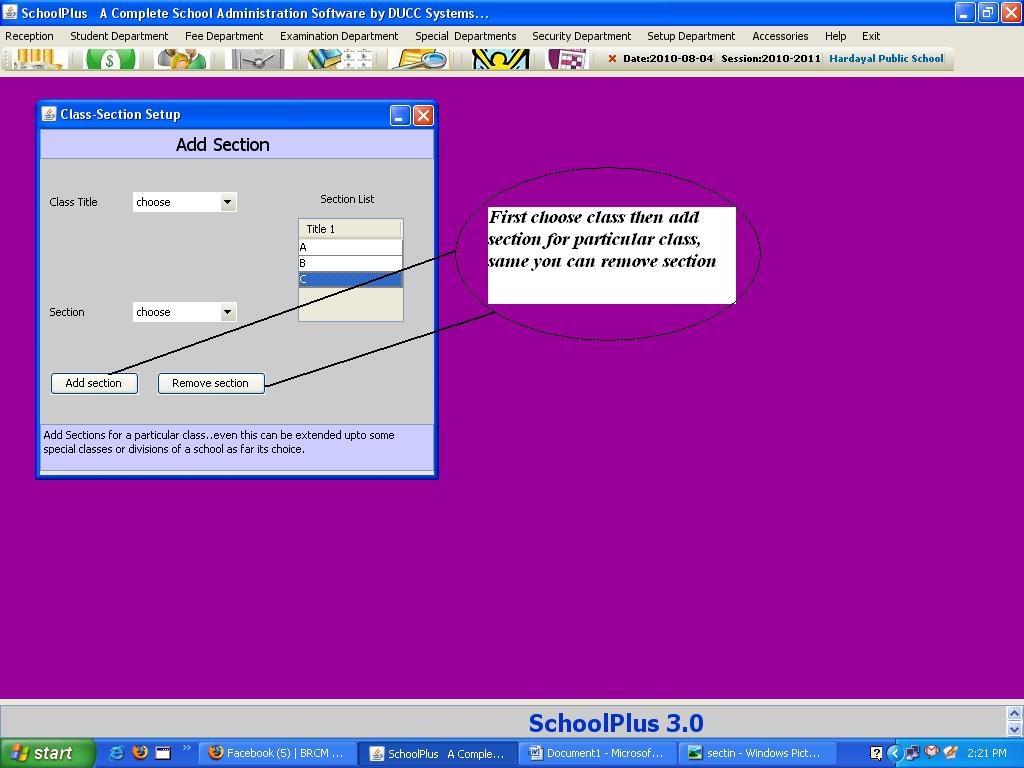 SchoolPlus A Complete School Administration Software by DUCC Systems...
Reception Student Department Fee Department Examination Department Special Departments Security Department Setup Department Accessories Help Exit
Date:2010-08-04 Session:2010-2011 Hardayal Public School
Class-Section Setup
Add Section
Class Title choose
Section List
Title 1
A
B
C
Section choose
Add section Remove section
Add Sections for a particular class..even this can be extended upto some
special classes or divisions of a school as far its choice.
First choose class then add
section for particular class,
same you can remove section
SchoolPlus 3.0
start Facebook (5) | BRCM ... SchoolPlus A Comple... Document1 - Microsof... sectin - Windows Pict... 2:21 PM